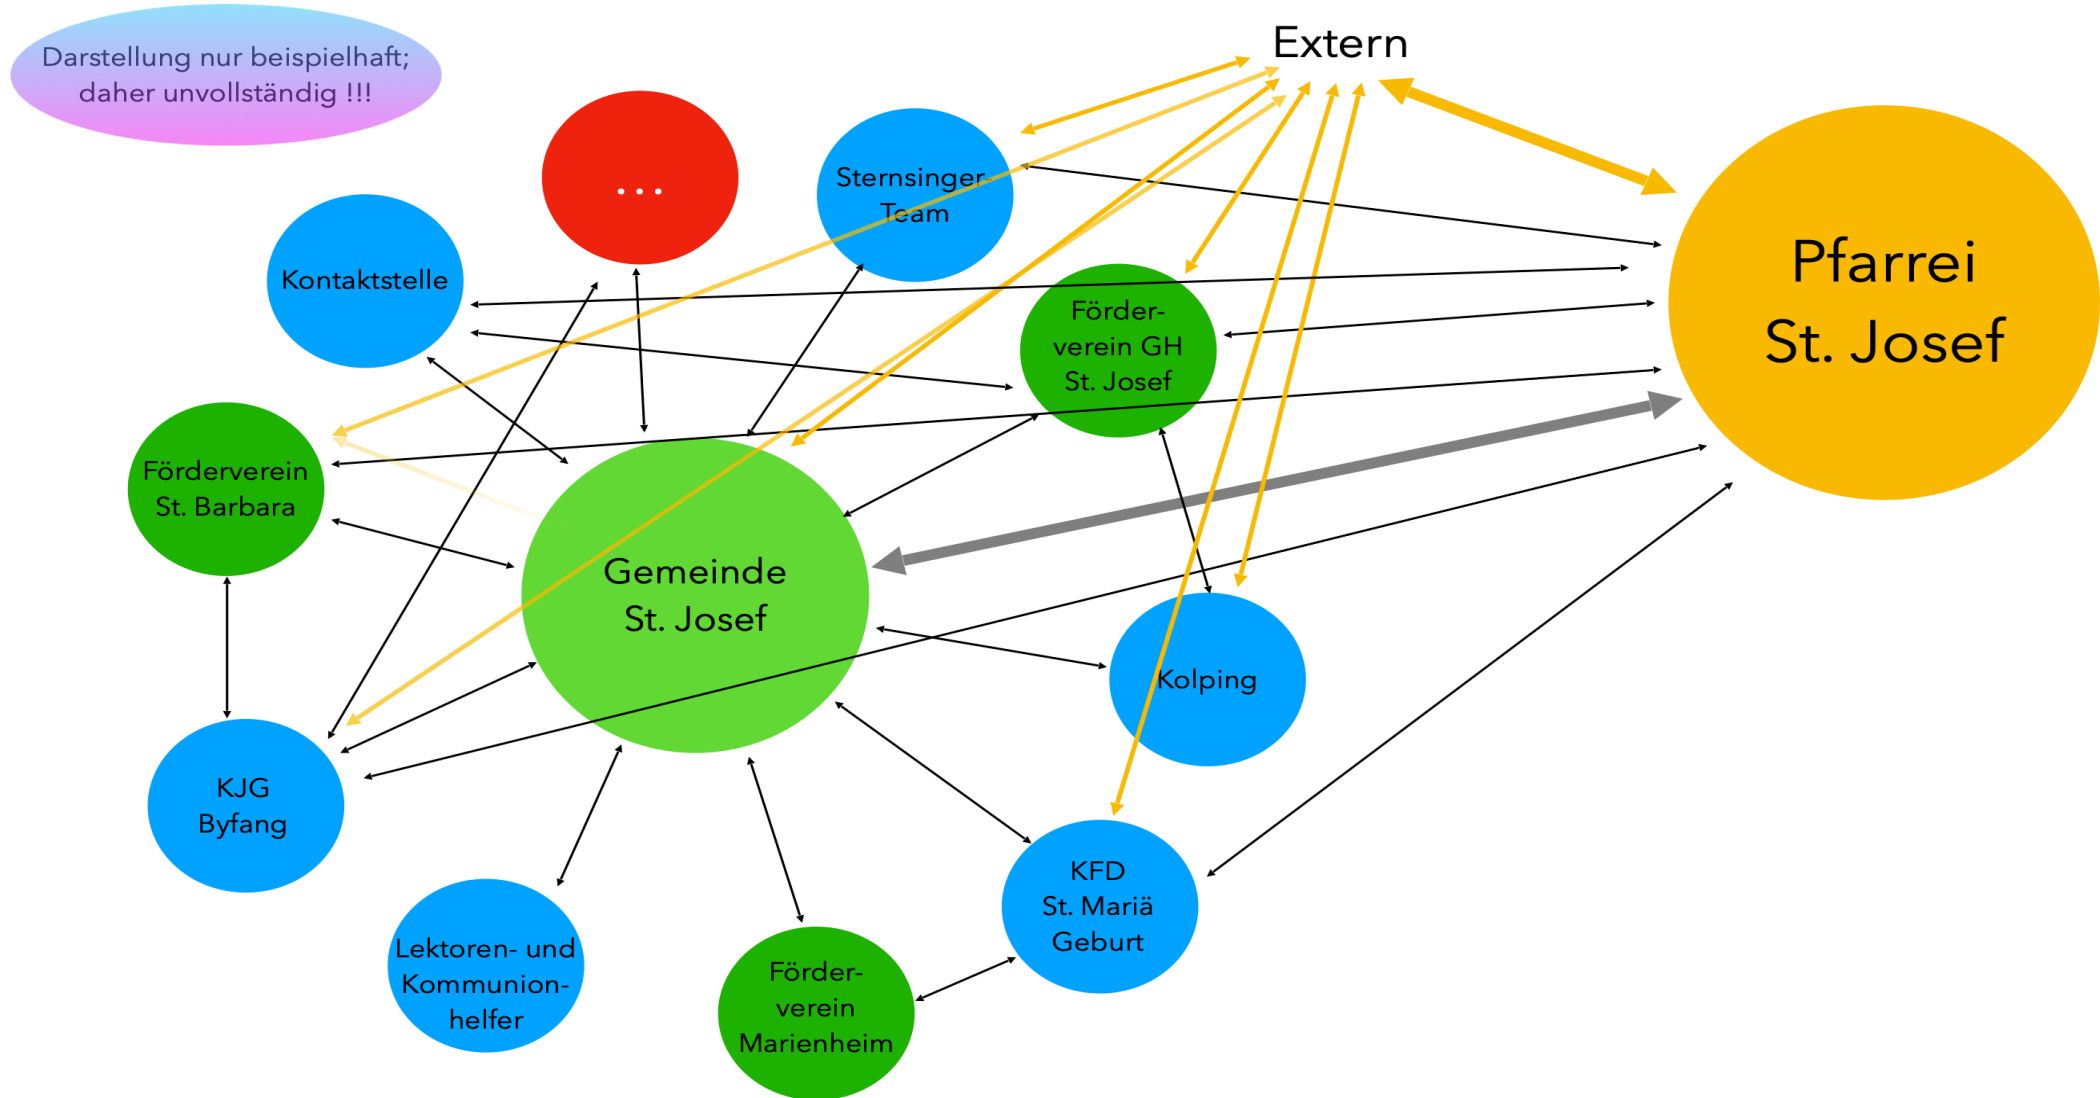 Darstellung nur beispielhaft;
daher unvollständig !!!
Extern
...
Sternsinger-
Team
Kontaktstelle
Pfarrei
St. Josef
Förder-
verein GH
St. Josef
Förderverein
St. Barbara
Gemeinde
St. Josef
Kolping
KJG
Byfang
KFD
St. Mariä
Geburt
Lektoren- und
Kommunion-
helfer
Förder-
verein
Marienheim